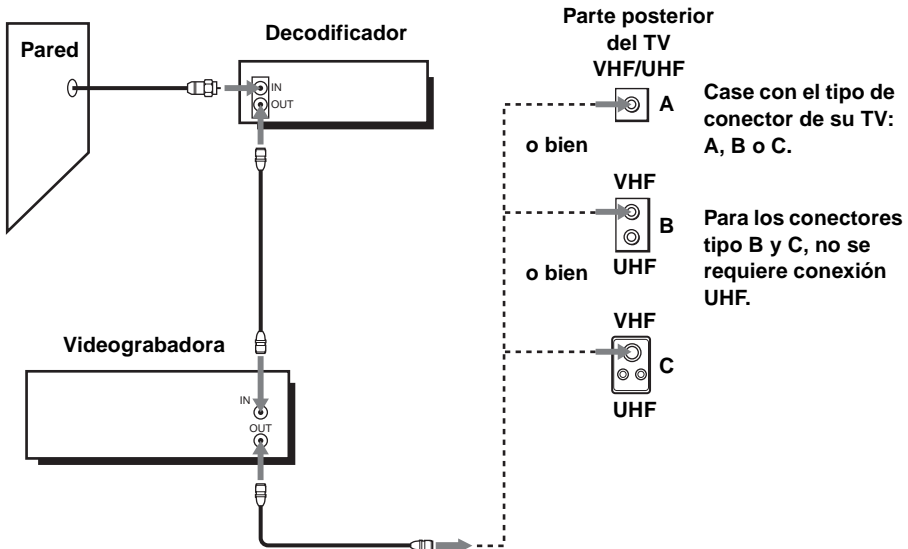 Pared
Decodificador
IN
OUT
Videograbadora
IN
OUT
Parte posterior
del TV
VHF/UHF
A
o bien
VHF
B
UHF
o bien
VHF
C
UHF
Case con el tipo de
conector de su TV:
A, B o C.
Para los conectores
tipo B y C, no se
requiere conexión
UHF.